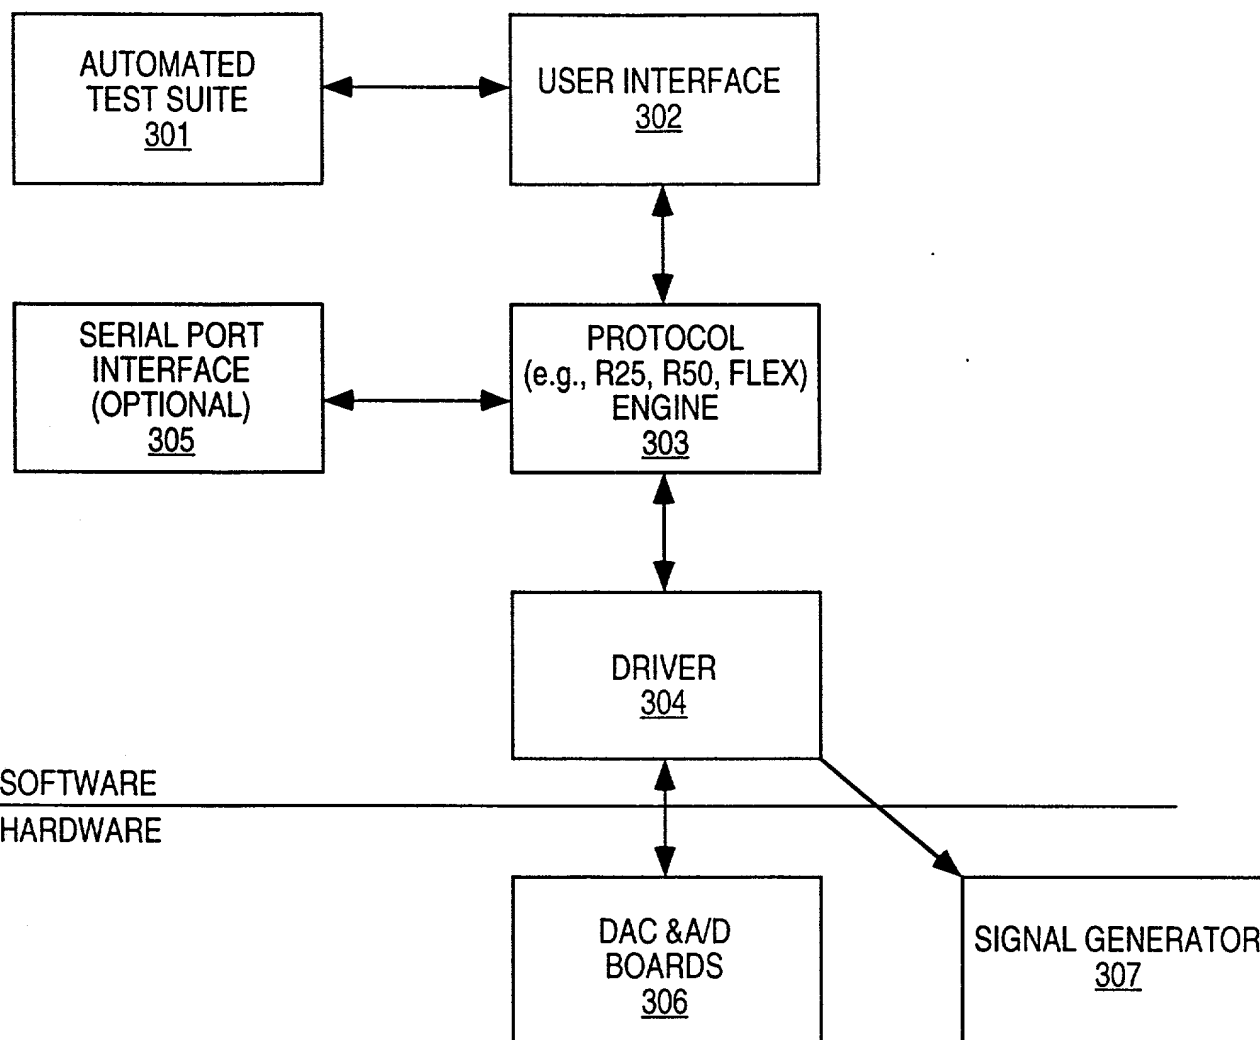 AUTOMATED
TEST SUITE
301
USER INTERFACE
302
SERIAL PORT
INTERFACE
(OPTIONAL)
305
PROTOCOL
(e.g., R25, R50, FLEX)
ENGINE
303
DRIVER
304
SOFTWARE
HARDWARE
DAC &A/D
BOARDS
306
SIGNAL GENERATOR
307